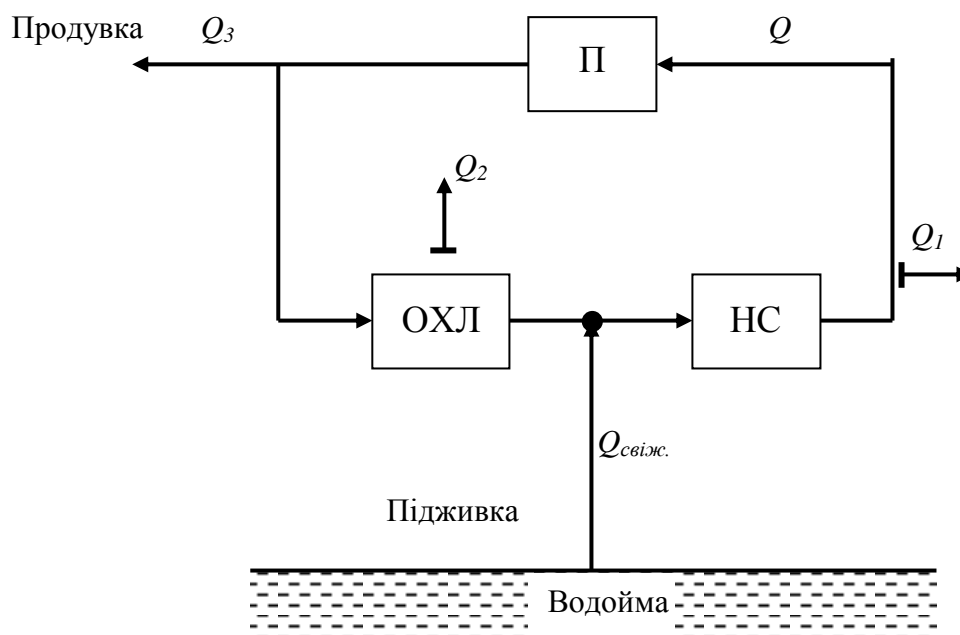 Продувка Q3 Q
П
Q2
Q1
ОХЛ НС
Qсвіж.
Підживка
Водойма